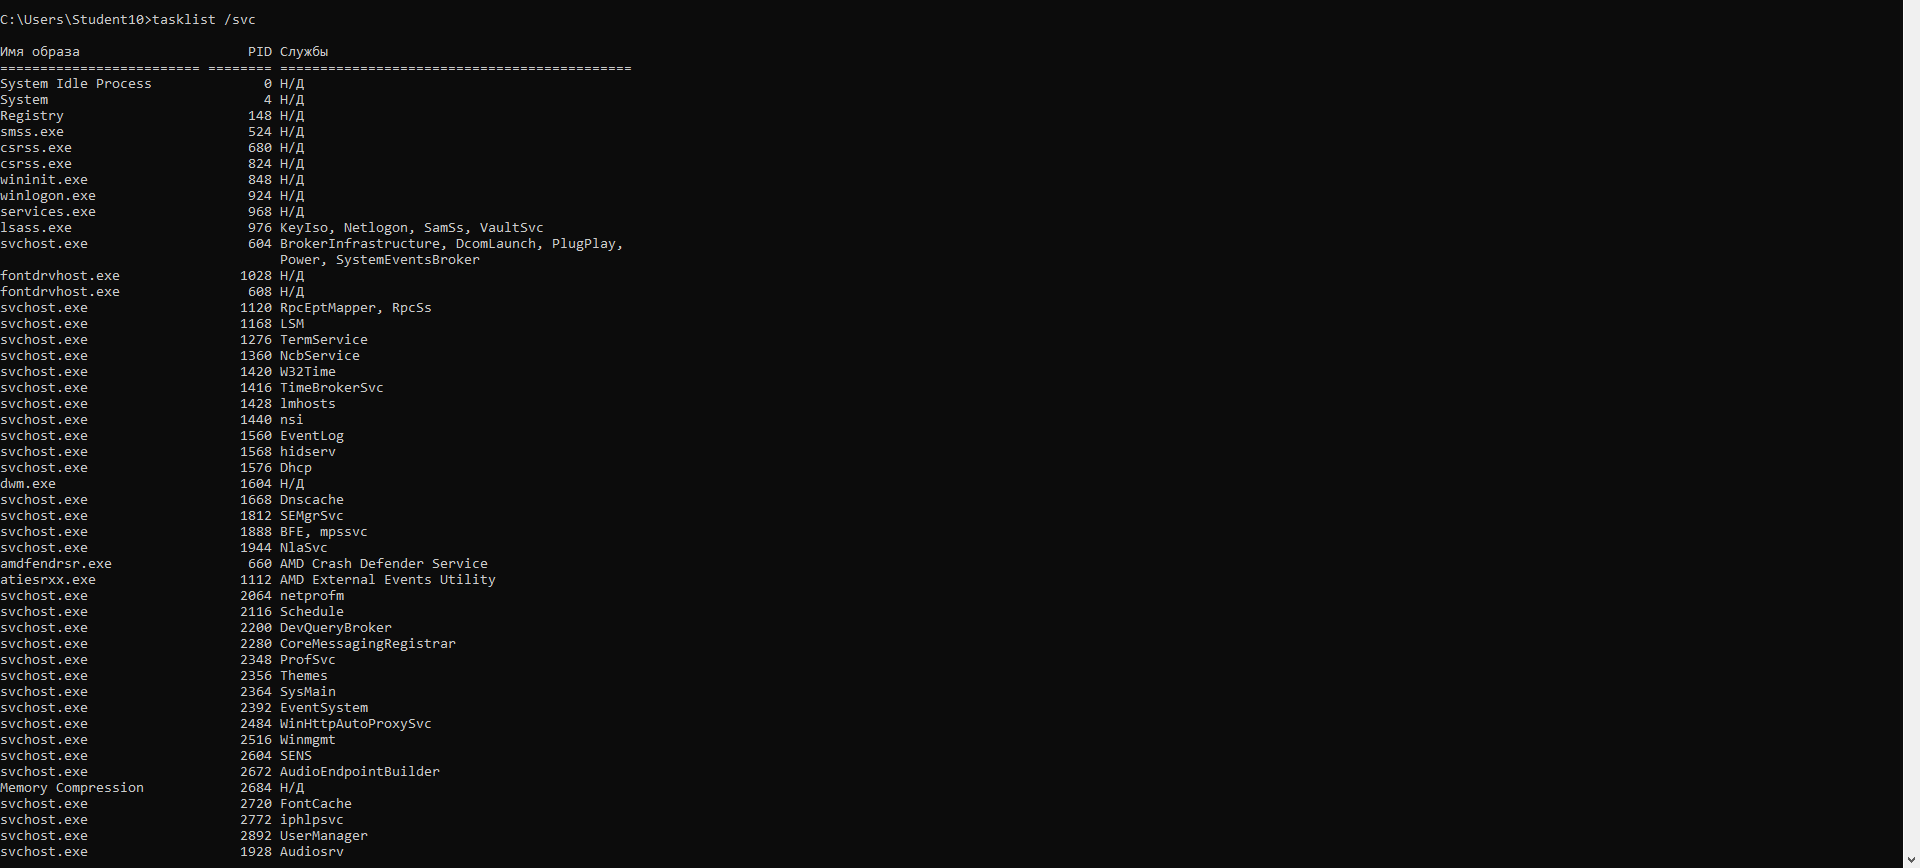 C:\Users\Student10>tasklist /svc
Имя образа                     PID Службы
========================= ======== ============================================
System Idle Process              0 Н/Д
System                           4 Н/Д
Registry                       148 Н/Д
smss.exe                       524 Н/Д
csrss.exe                      680 Н/Д
csrss.exe                      824 Н/Д
wininit.exe                    848 Н/Д
winlogon.exe                   924 Н/Д
services.exe                   968 Н/Д
lsass.exe                      976 KeyIso, Netlogon, SamSs, VaultSvc
svchost.exe                    604 BrokerInfrastructure, DcomLaunch, PlugPlay,
                                   Power, SystemEventsBroker
fontdrvhost.exe               1028 Н/Д
fontdrvhost.exe                608 Н/Д
svchost.exe                   1120 RpcEptMapper, RpcSs
svchost.exe                   1168 LSM
svchost.exe                   1276 TermService
svchost.exe                   1360 NcbService
svchost.exe                   1420 W32Time
svchost.exe                   1416 TimeBrokerSvc
svchost.exe                   1428 lmhosts
svchost.exe                   1440 nsi
svchost.exe                   1560 EventLog
svchost.exe                   1568 hidserv
svchost.exe                   1576 Dhcp
dwm.exe                       1604 Н/Д
svchost.exe                   1668 Dnscache
svchost.exe                   1812 SEMgrSvc
svchost.exe                   1888 BFE, mpssvc
svchost.exe                   1944 NlaSvc
amdfendrsr.exe                 660 AMD Crash Defender Service
atiesrxx.exe                  1112 AMD External Events Utility
svchost.exe                   2064 netprofm
svchost.exe                   2116 Schedule
svchost.exe                   2200 DevQueryBroker
svchost.exe                   2280 CoreMessagingRegistrar
svchost.exe                   2348 ProfSvc
svchost.exe                   2356 Themes
svchost.exe                   2364 SysMain
svchost.exe                   2392 EventSystem
svchost.exe                   2484 WinHttpAutoProxySvc
svchost.exe                   2516 Winmgmt
svchost.exe                   2604 SENS
svchost.exe                   2672 AudioEndpointBuilder
Memory Compression            2684 Н/Д
svchost.exe                   2720 FontCache
svchost.exe                   2772 iphlpsvc
svchost.exe                   2892 UserManager
svchost.exe                   1928 Audiosrv